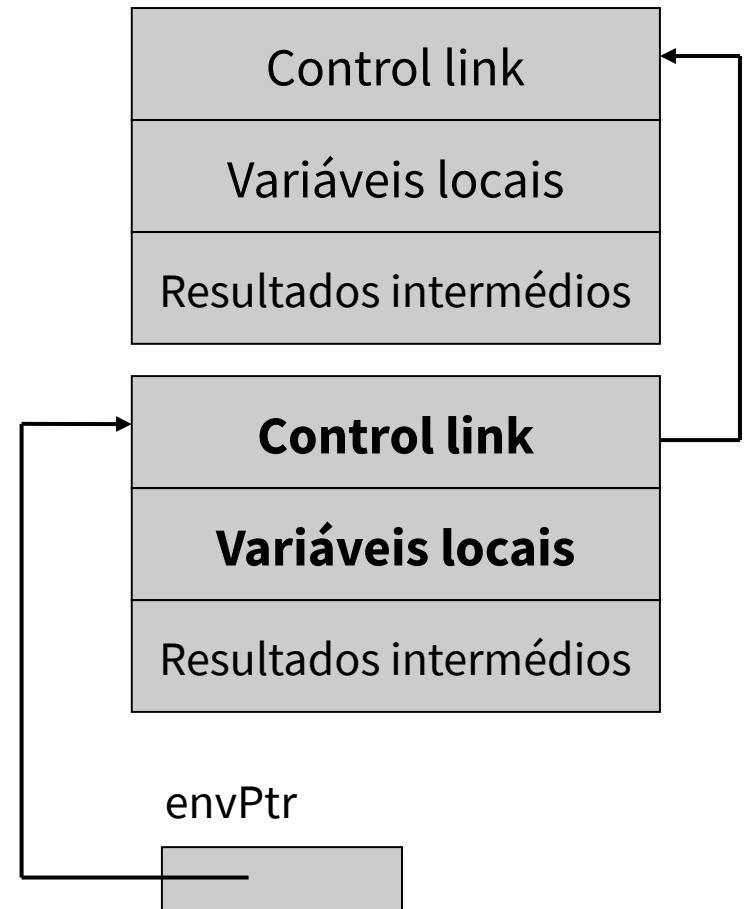 Control link
Variáveis locais
Resultados intermédios
Control link
Variáveis locais
Resultados intermédios
envPtr